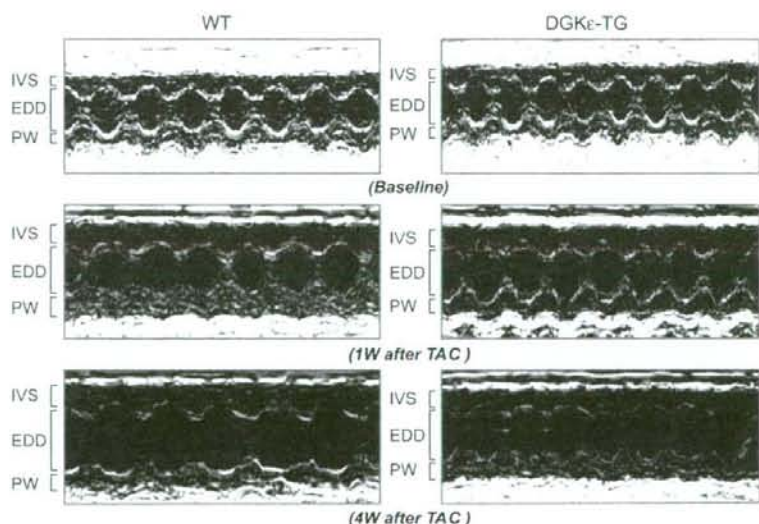 WT DGKε-TG
IVS IVS
EDD EDD
PW PW
(Baseline)
IVS IVS
EDD EDD
PW PW
(1W after TAC )
IVS IVS
EDD EDD
PW PW
(4W after TAC )